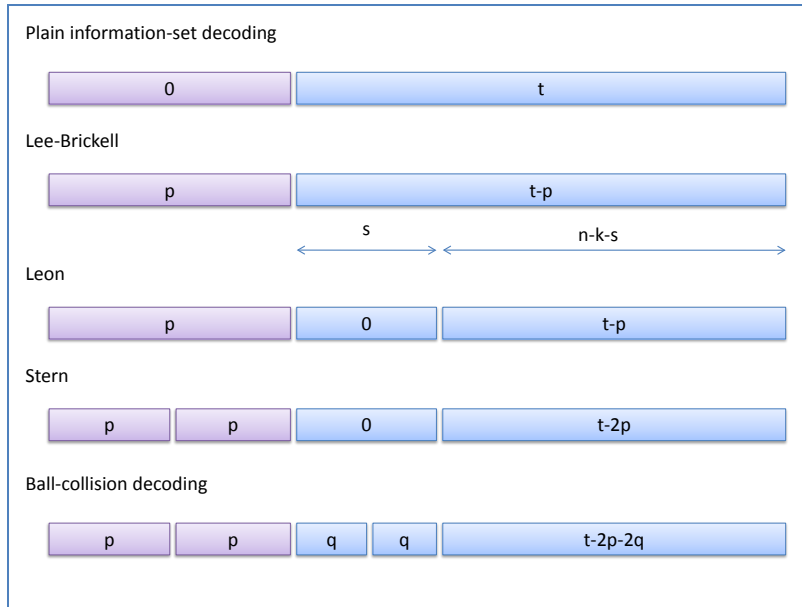 Plain information-set decoding
0 t
Lee-Brickell
p t-p
s n-k-s
Leon
p 0 t-p
Stern
p p 0 t-2p
Ball-collision decoding
p p q q t-2p-2q